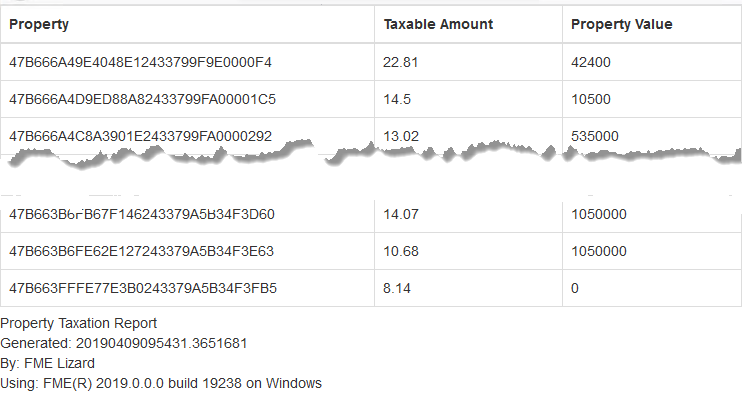 Property Taxable Amount Property Value
47B666A49E4048E12433799F9E0000F4 22.81 42400
47B666A4D9ED88A82433799FA00001C5 14.5 10500
47B666A4C8A3901E2433799FA0000292 13.02 535000
47B663B6FB67F146243379A5B34F3D60 14.07 1050000
47B663B6FE62E127243379A5B34F3E63 10.68 1050000
47B663FFFE77E3B0243379A5B34F3FB5 8.14 0
Property Taxation Report
Generated: 20190409095431.3651681
By: FME Lizard
Using: FME(R) 2019.0.0.0 build 19238 on Windows